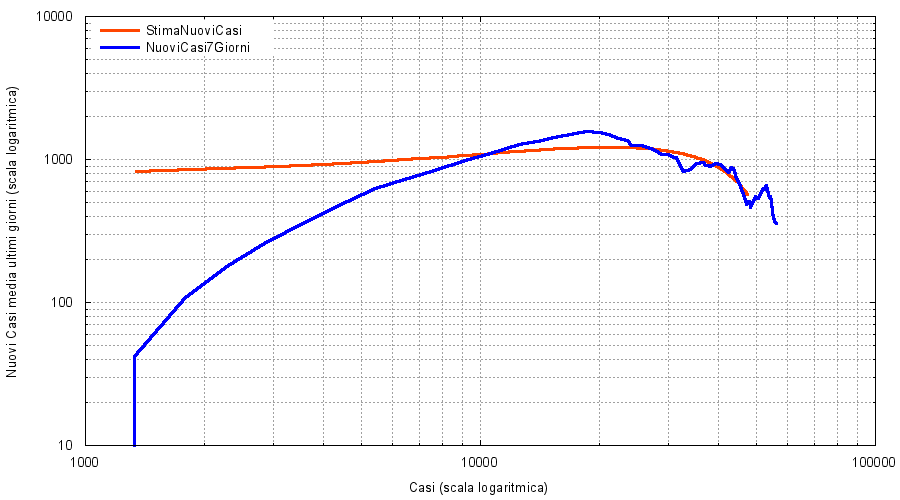 10000
StimaNuoviCasi
NuoviCasi7Giorni
1000
100
10
Nuovi Casi media ultimi giorni (scala logaritmica)
1000 10000 100000
Casi (scala logaritmica)